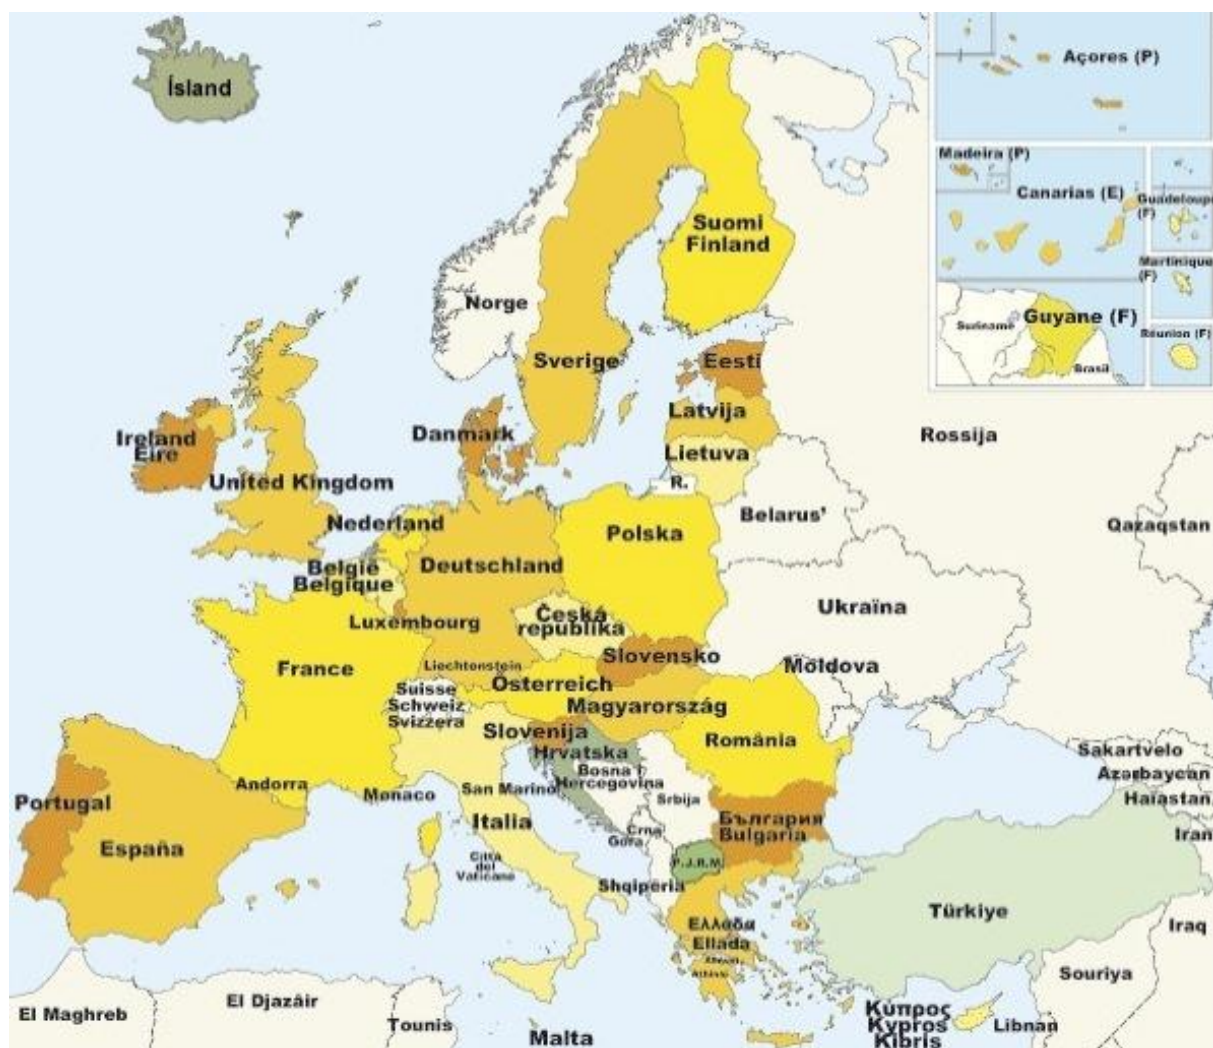 Ísland
Açores (P)
Madeira (P)
Canarias (E)
Guadeloupe
(F)
Martinique
(F)
Guyane (F)
Suriname
Brasil
Réunion (F)
Suomi
Finland
Norge
Sverige
Eesti
Latvija
Lietuva
R.
Rossija
Danmark
Ireland
Éire
United Kingdom
Nederland
België
Belgique
Deutschland
Polska
Belarus'
Qazaqstan
Luxembourg
Česká
republika
Ukraïna
Slovensko
Moldova
France
Liechtenstein
Österreich
Suisse
Schweiz
Svizzera
Magyarország
Slovenija
Hrvatska
România
Bosna i
Hercegovina
Srbija
Sakartvelo
Azərbaycan
Haïastan
Iran
Andorra
Monaco
San Marino
Portugal
España
Italia
Crna
Gora
България
Bulgaria
Città
del
Vaticano
Shqipëria
P.J.R.M.
Türkiye
Iraq
Ελλάδα
Ellada
Souriya
El Maghreb
El Djazâir
Tounis
Malta
Κύπρος
Kypros
Kibris
Libnan